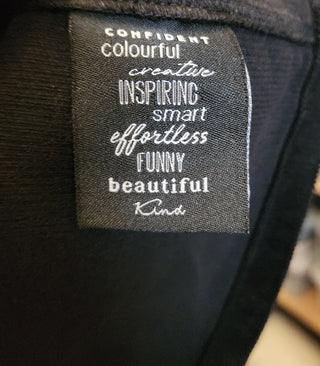 CONFIDENT
colourful
creative
INSPIRING
smart
effortless
FUNNY
beautiful
Kind